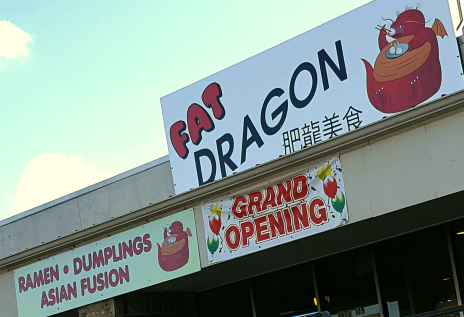 FAT
DRAGON
肥龍美食
GRAND
OPENING
RAMEN • DUMPLINGS
ASIAN FUSION